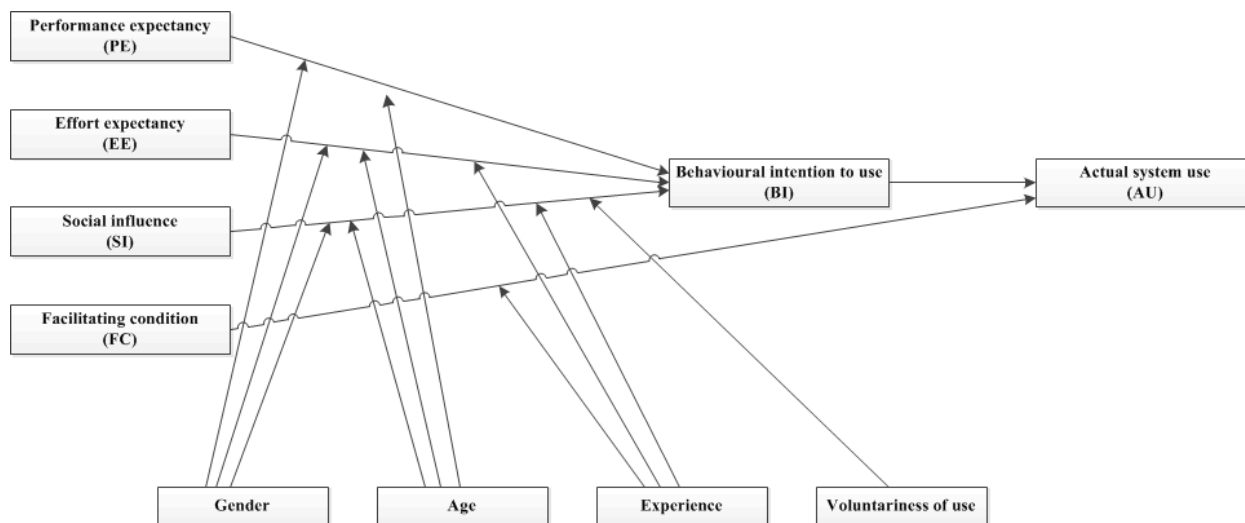 Performance expectancy
(PE)
Effort expectancy
(EE)
Social influence
(SI)
Facilitating condition
(FC)
Behavioural intention to use
(BI)
Actual system use
(AU)
Gender
Age
Experience
Voluntariness of use